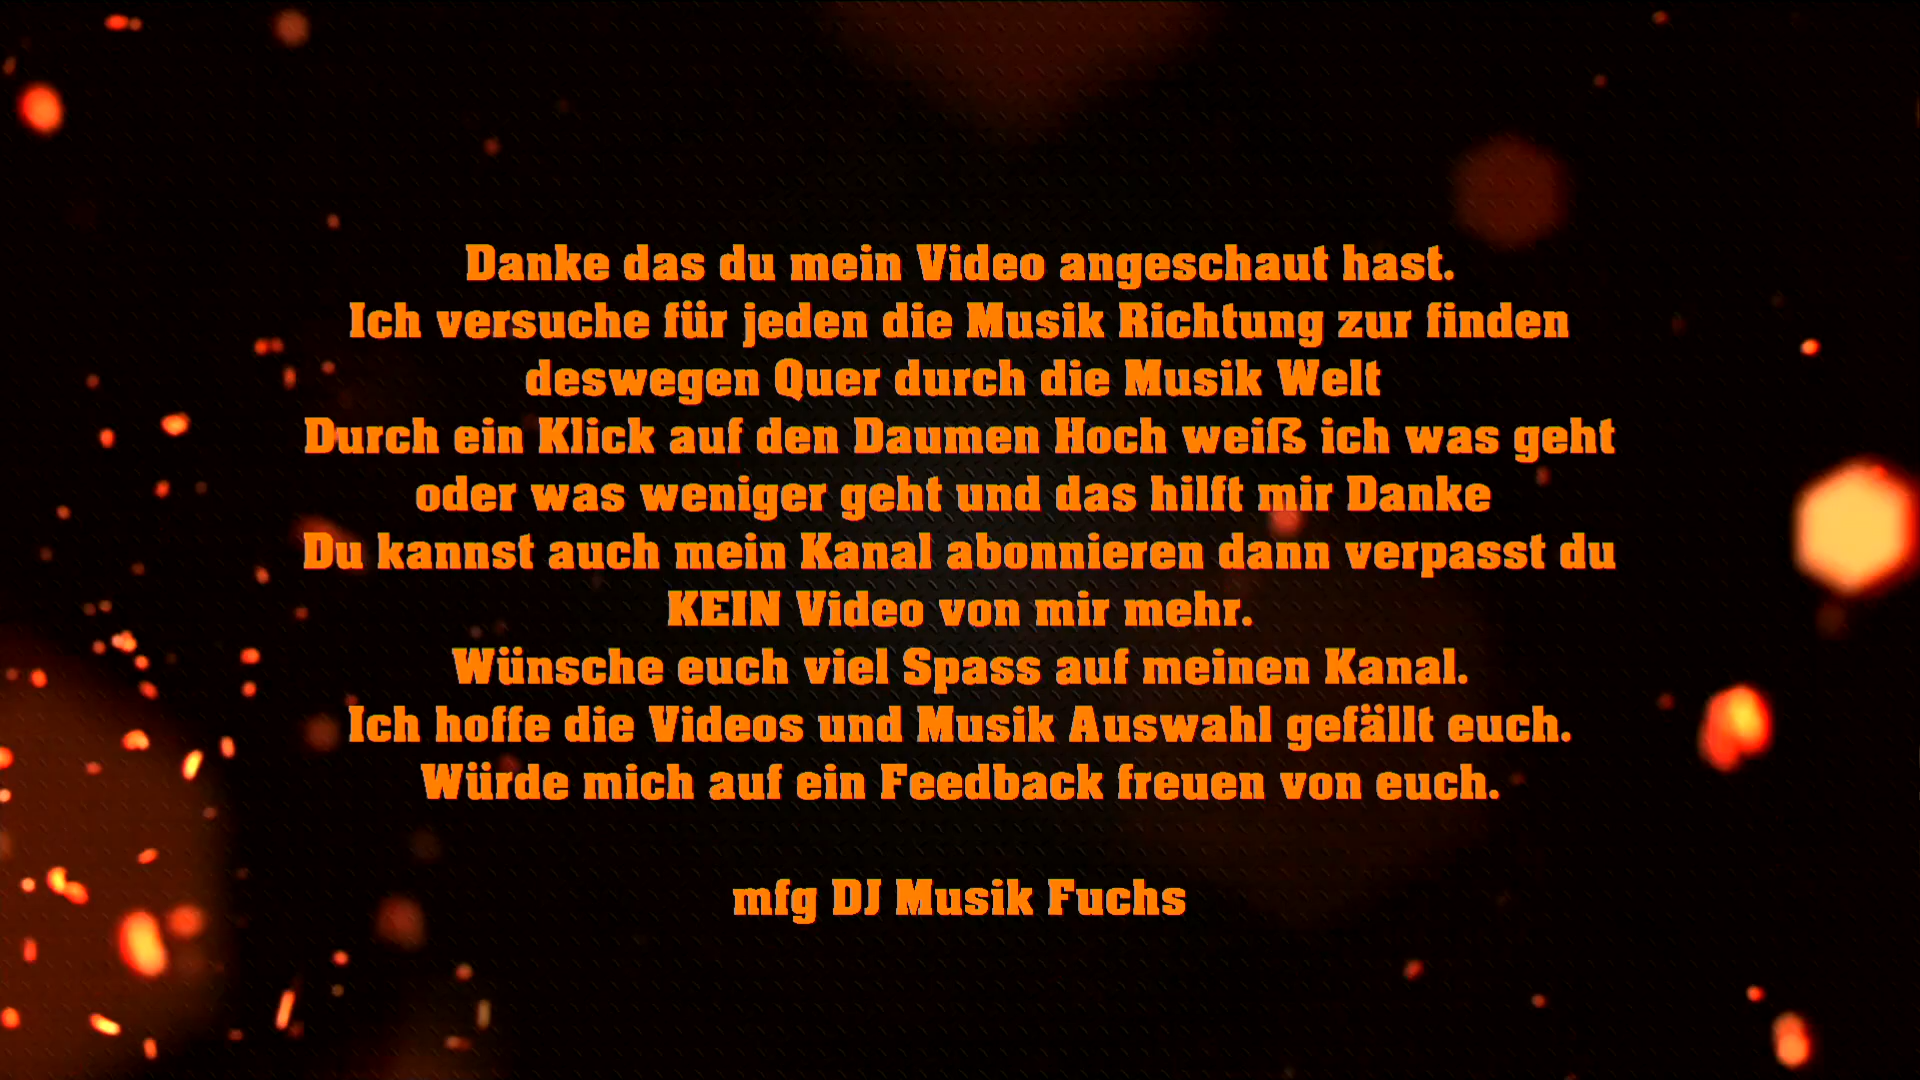 Danke das du mein Video angeschaut hast.
Ich versuche für jeden die Musik Richtung zur finden
deswegen Quer durch die Musik Welt
Durch ein Klick auf den Daumen Hoch weiß ich was geht
oder was weniger geht und das hilft mir Danke
Du kannst auch mein Kanal abonnieren dann verpasst du
KEIN Video von mir mehr.
Wünsche euch viel Spass auf meinen Kanal.
Ich hoffe die Videos und Musik Auswahl gefällt euch.
Würde mich auf ein Feedback freuen von euch.
mfg DJ Musik Fuchs